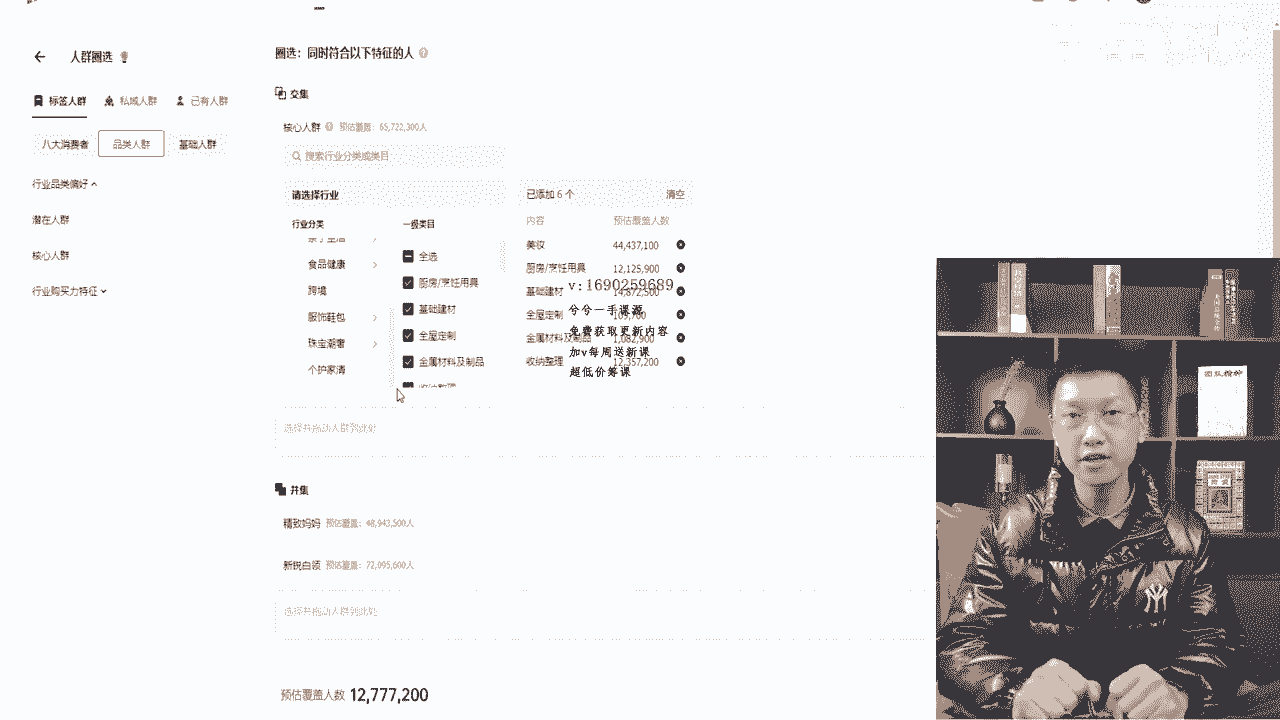 人群圈选
圈选：同时符合以下特征的人
标签人群
私域人群
已有人群
八大消费者
品类人群
基础人群
行业品类偏好
潜在人群
核心人群
行业购买力特征
交集
核心人群 预估覆盖：65,722,300人
搜索行业分类或类目
请选择行业
行业分类
一级类目
食品健康
跨境
服饰鞋包
珠宝潮奢
个护家清
全选
厨房/烹饪用具
基础建材
全屋定制
金属材料及制品
收纳整理
已添加 6 个
清空
内容
预估覆盖人数
美妆 44,437,100
厨房/烹饪用具 12,125,900
基础建材 14,872,500
全屋定制
金属材料及制品 1,082,900
收纳整理 12,357,200
v:1690259689
兮兮一手课源
免费获取更新内容
加v每周送新课
超低价筹课
选择并拖动人群到此处
并集
精致妈妈 预估覆盖：48,943,500人
新锐白领 预估覆盖：72,095,600人
选择并拖动人群到此处
预估覆盖人数 12,777,200
团队精神